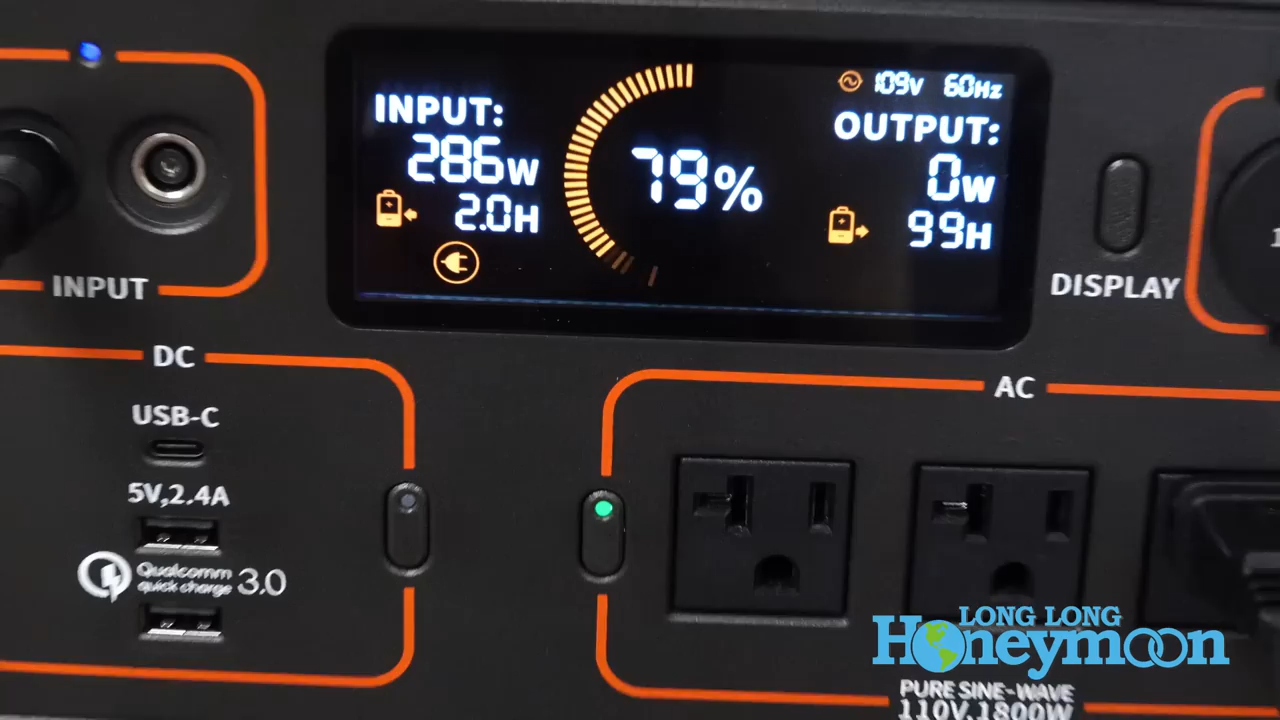 INPUT:
286W
2.0H
79%
109V 60Hz
OUTPUT:
0W
99H
INPUT
DISPLAY
DC
USB-C
5V,2.4A
Qualcomm
quick charge 3.0
AC
LONG LONG
Honeymoon
PURE SINE-WAVE
110V,1800W